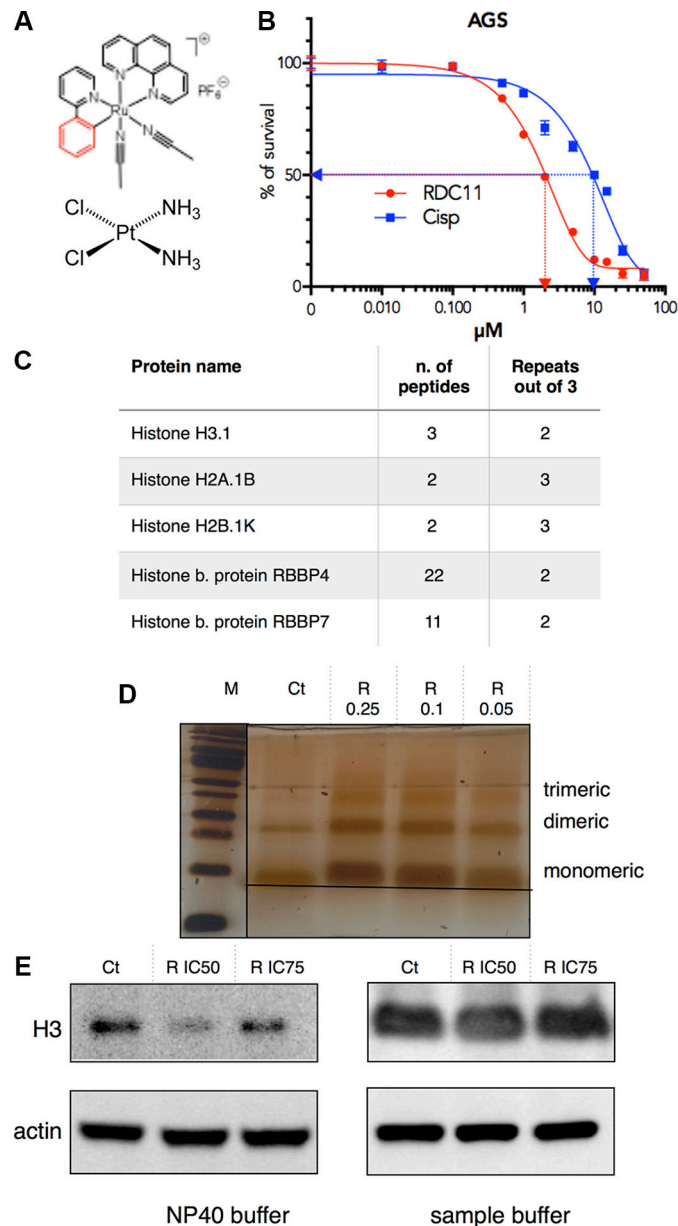 A
N
N
N
Ru
N
N
]⊕
PF6⊖
Cl
NH3
Pt
Cl
NH3
B
AGS
% of survival
100
50
0
RDC11
Cisp
0
0.010
0.100
1
10
100
µM
C
Protein name
n. of peptides
Repeats out of 3
Histone H3.1 3 2
Histone H2A.1B 2 3
Histone H2B.1K 2 3
Histone b. protein RBBP4 22 2
Histone b. protein RBBP7 11 2
D
M Ct R R R
0.25 0.1 0.05
trimeric
dimeric
monomeric
E
Ct R IC50 R IC75 Ct R IC50 R IC75
H3
actin
NP40 buffer sample buffer